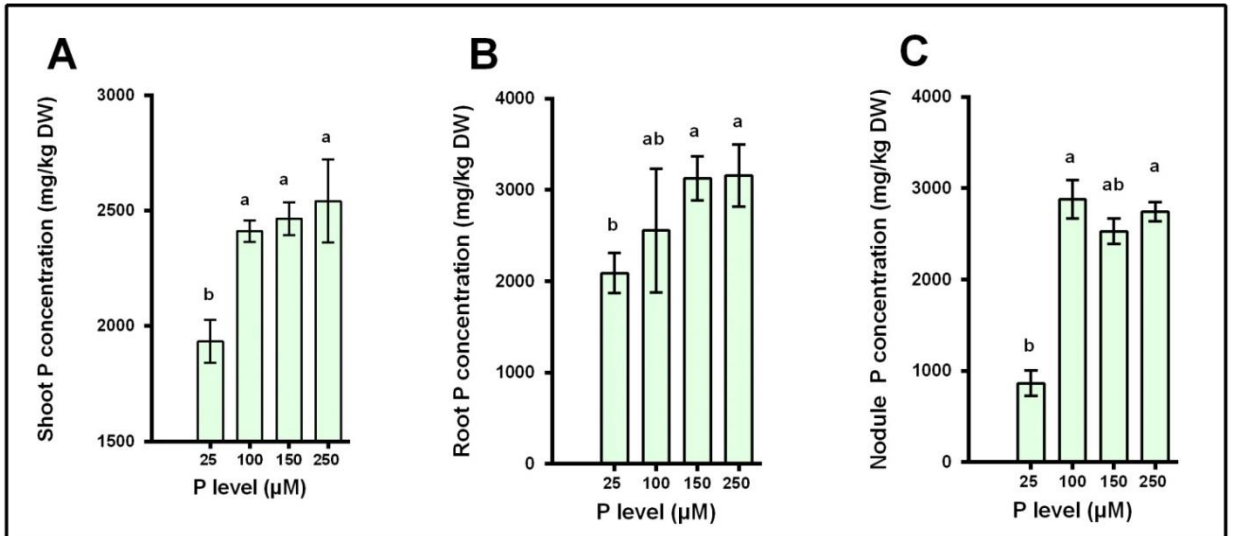 A
Shoot P concentration (mg/kg DW)
3000
2500
2000
1500
b
a
a
a
25 100 150 250
P level (µM)
B
Root P concentration (mg/kg DW)
4000
3000
2000
1000
0
b
ab
a
a
25 100 150 250
P level (µM)
C
Nodule P concentration (mg/kg DW)
4000
3000
2000
1000
0
b
a
ab
a
25 100 150 250
P level (µM)